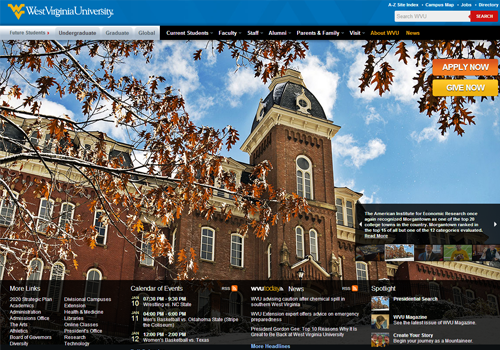 WestVirginiaUniversity.
A-Z Site Index · Campus Map · Jobs · Directory
Search WVU SEARCH
Future Students Undergraduate Graduate Global
Current Students Faculty Staff Alumni Parents & Family Visit About WVU News
APPLY NOW
GIVE NOW
The American Institute for Economic Research once
again recognized Morgantown as one of the top 20
college towns in the country. Morgantown ranked in
the top 15 of all but one of the 12 categories evaluated.
Read More
More Links
2020 Strategic Plan
Academics
Administration
Admissions Office
The Arts
Athletics
Board of Governors
Diversity
Divisional Campuses
Extension
Health & Medicine
Libraries
Online Classes
President's Office
Research
Technology
Calendar of Events RSS
JAN 10 07:30 PM - 9:30 PM
Wrestling vs. NC State
JAN 11 04:00 PM - 6:00 PM
Men's Basketball vs. Oklahoma State (Stripe
the Coliseum)
JAN 12 12:00 PM - 2:00 PM
Women's Basketball vs. Texas
WVUtoday News RSS
WVU advising caution after chemical spill in
southern West Virginia
WVU Extension offers advice on emergency
preparedness
President Gordon Gee: Top 10 Reasons Why It is
Great to Be Back at West Virginia University
More Headlines
Spotlight
Presidential Search
WVU Magazine
See the latest issue of WVU Magazine.
Create Your Story
Begin your journey as a Mountaineer.